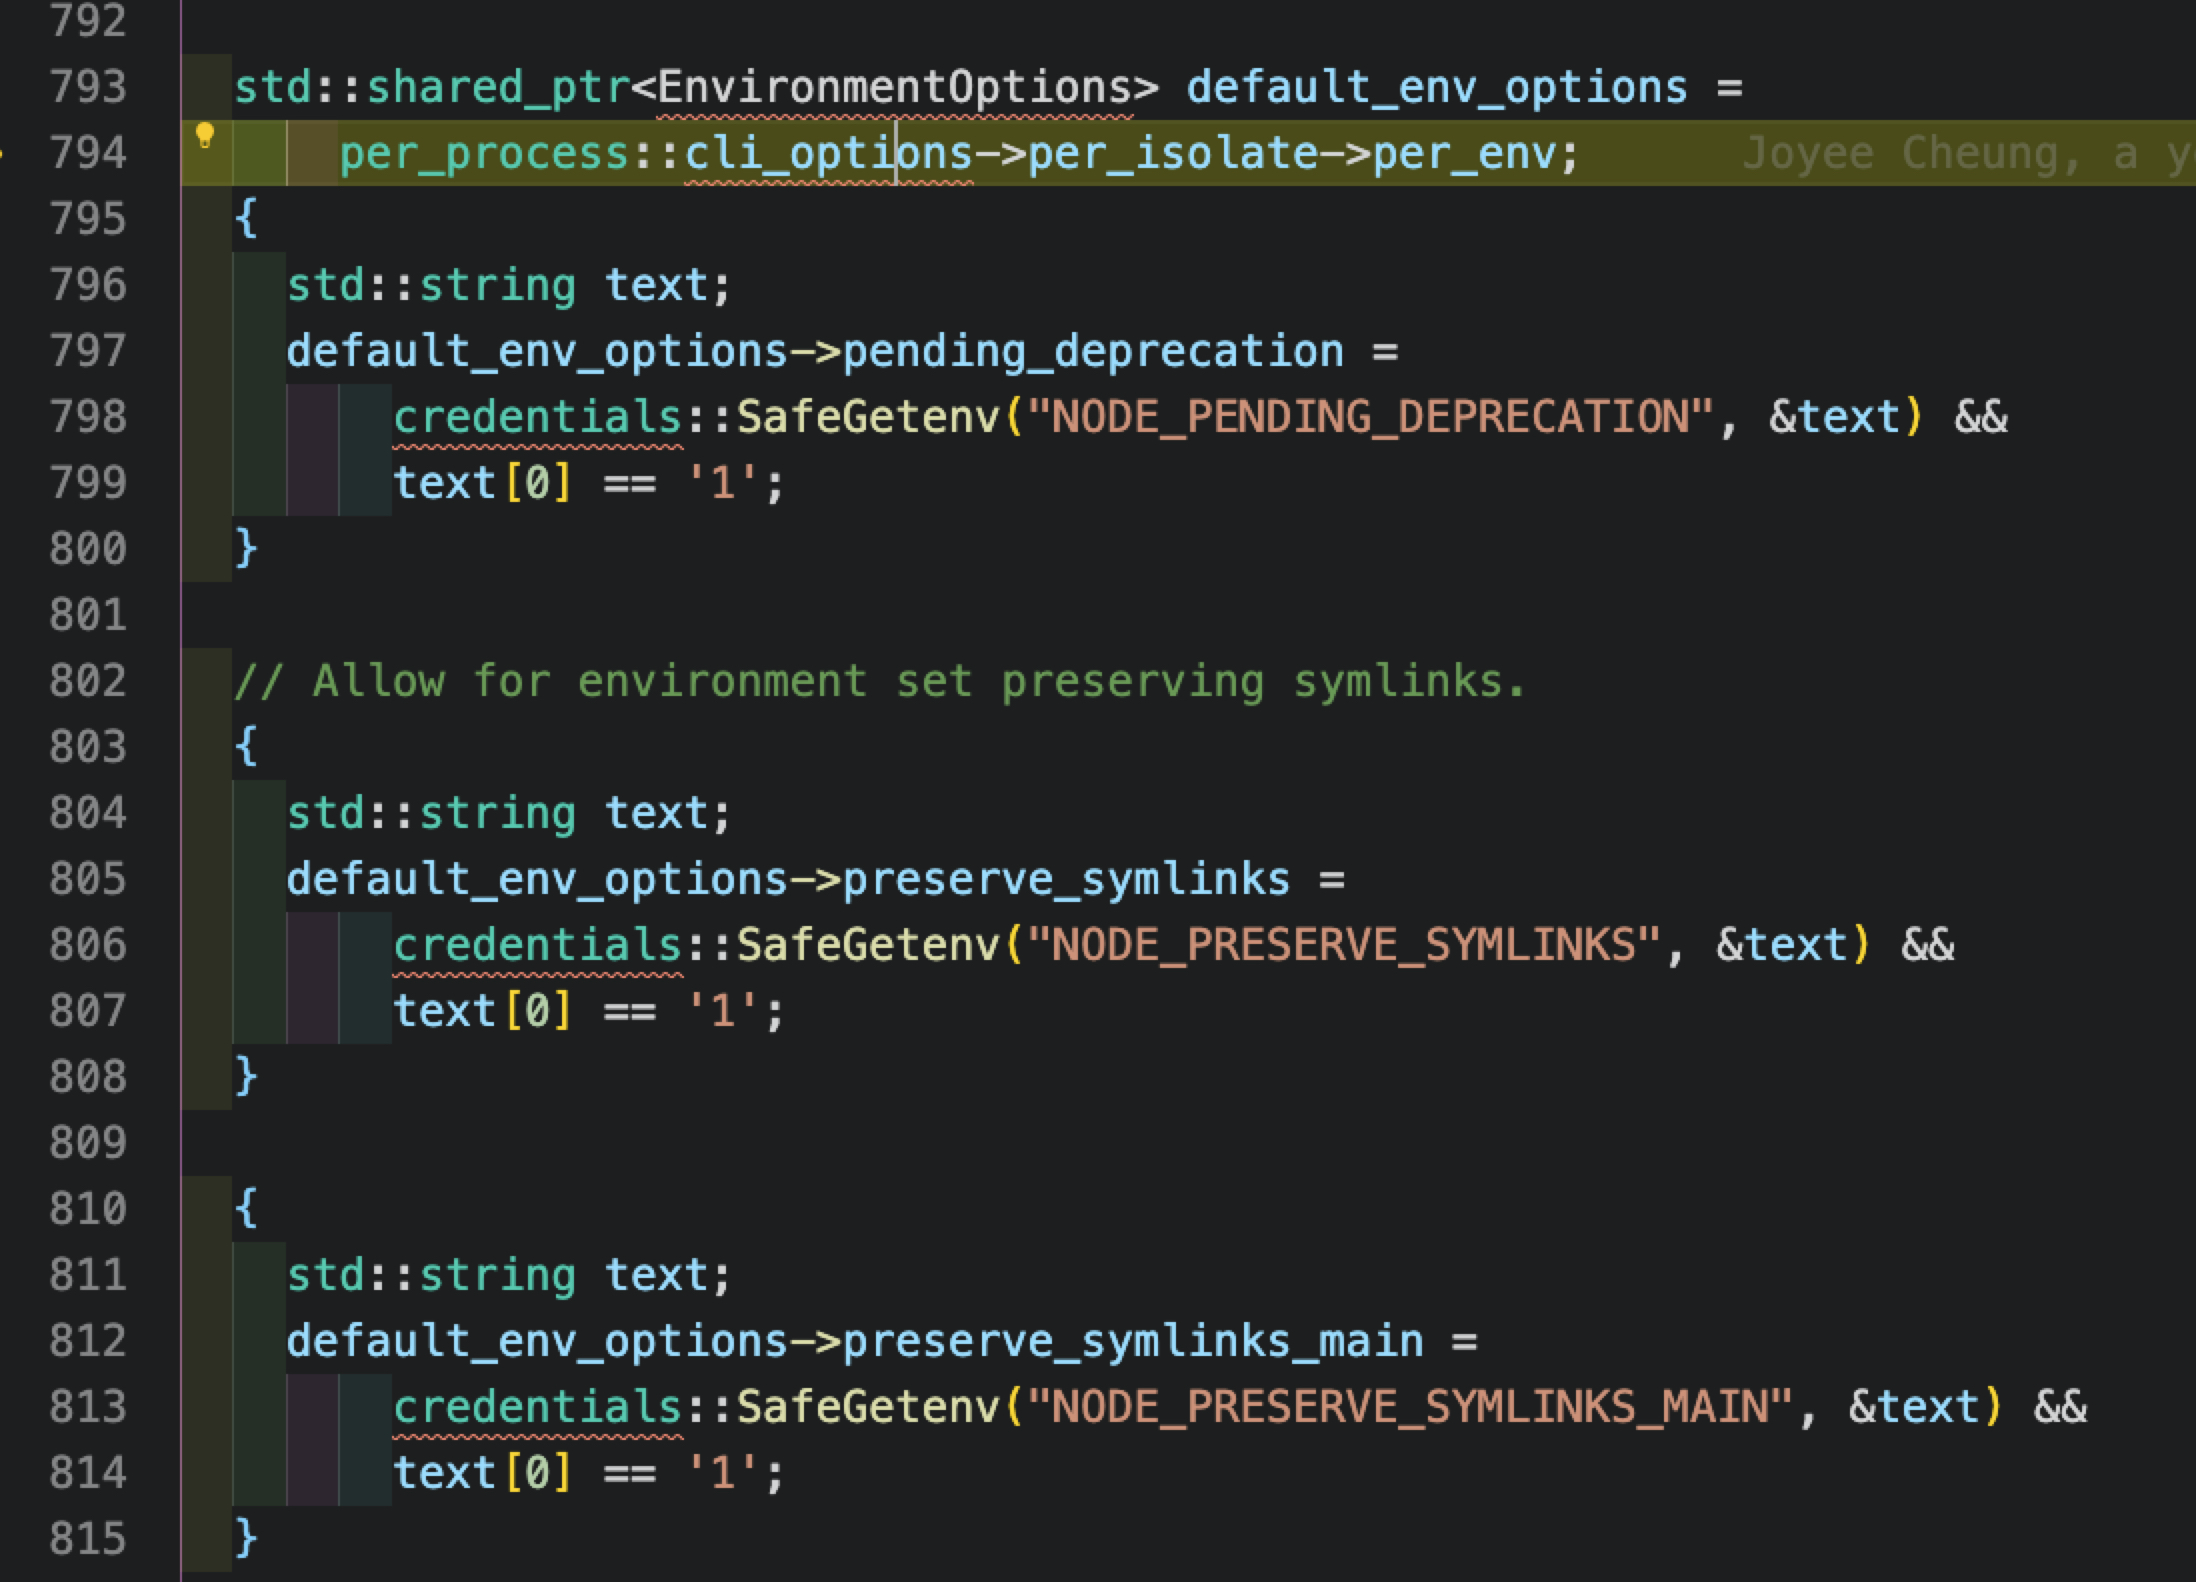 792
793 std::shared_ptr<EnvironmentOptions> default_env_options =
794 per_process::cli_options->per_isolate->per_env; Joyee Cheung, a
795 {
796 std::string text;
797 default_env_options->pending_deprecation =
798 credentials::SafeGetenv("NODE_PENDING_DEPRECATION", &text) &&
799 text[0] == '1';
800 }
801
802 // Allow for environment set preserving symlinks.
803 {
804 std::string text;
805 default_env_options->preserve_symlinks =
806 credentials::SafeGetenv("NODE_PRESERVE_SYMLINKS", &text) &&
807 text[0] == '1';
808 }
809
810 {
811 std::string text;
812 default_env_options->preserve_symlinks_main =
813 credentials::SafeGetenv("NODE_PRESERVE_SYMLINKS_MAIN", &text) &&
814 text[0] == '1';
815 }